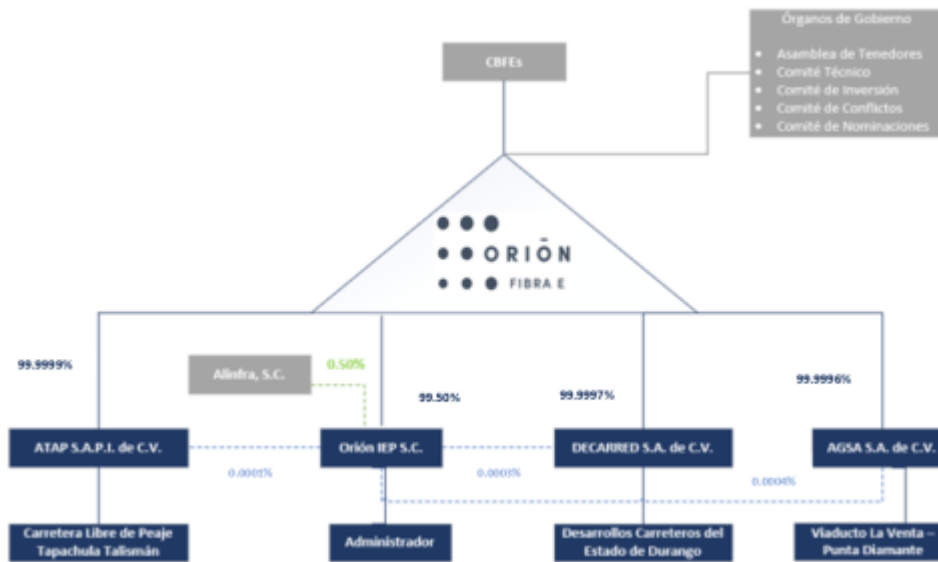 Órganos de Gobierno
• Asamblea de Tenedores
• Comité Técnico
• Comité de Inversión
• Comité de Conflictos
• Comité de Nominaciones
CBFEs
ORIÓN
FIBRA E
99.9999%
Alinfra, S.C.
0.50%
99.50%
99.9997%
99.9996%
ATAP S.A.P.I. de C.V.
Orión IEP S.C.
DECARRED S.A. de C.V.
AGSA S.A. de C.V.
0.0001%
0.0003%
0.0004%
Carretera Libre de Peaje
Tapachula Talismán
Administrador
Desarrollos Carreteros del
Estado de Durango
Viaducto La Venta –
Punta Diamante